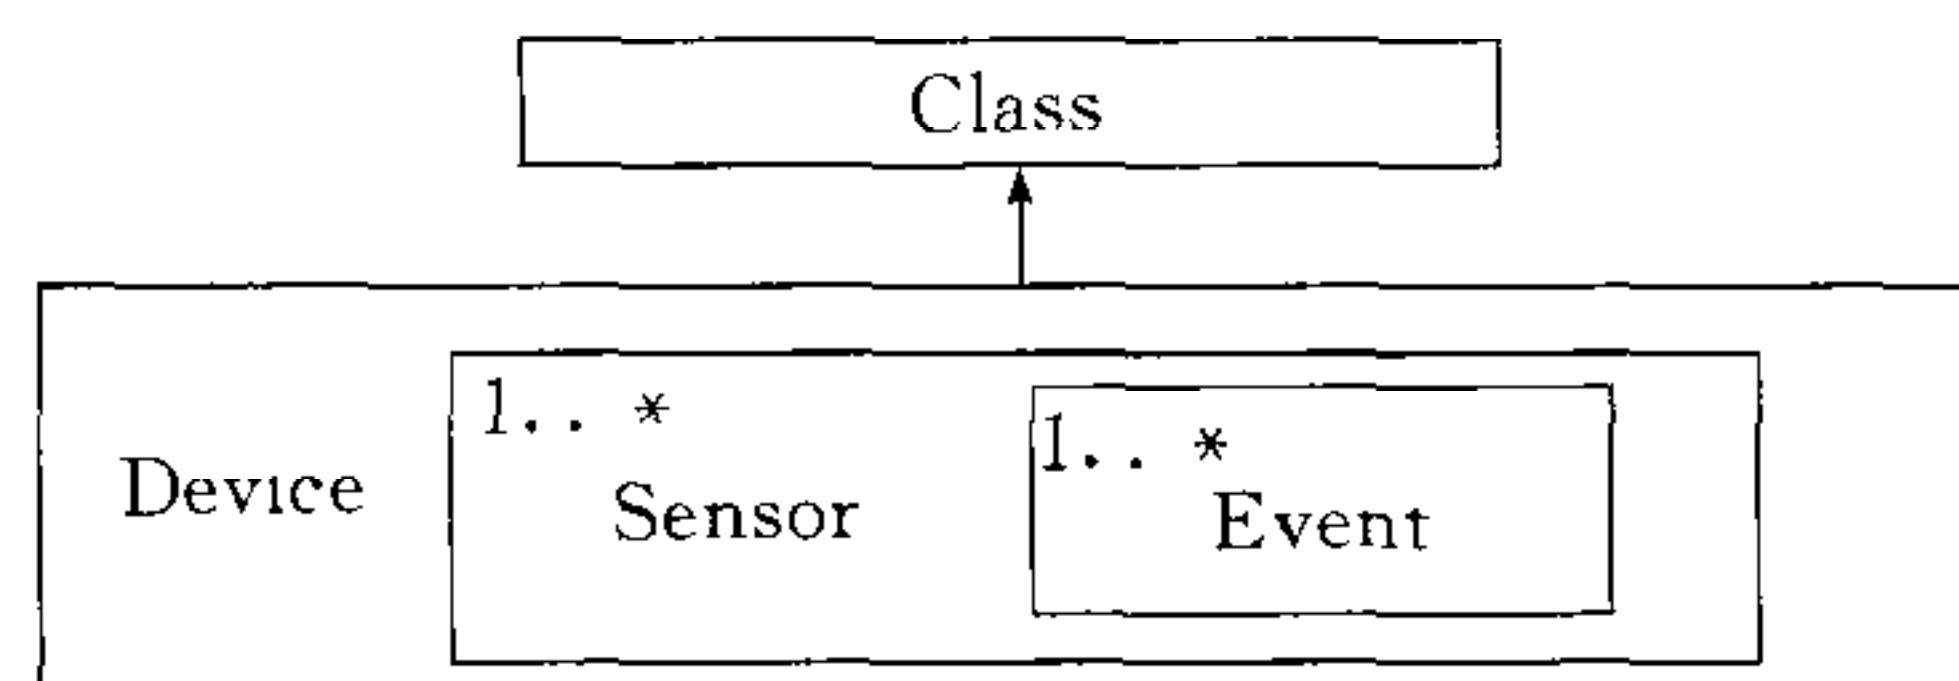 Class
1.. *
1.. *
Device
Sensor
Event